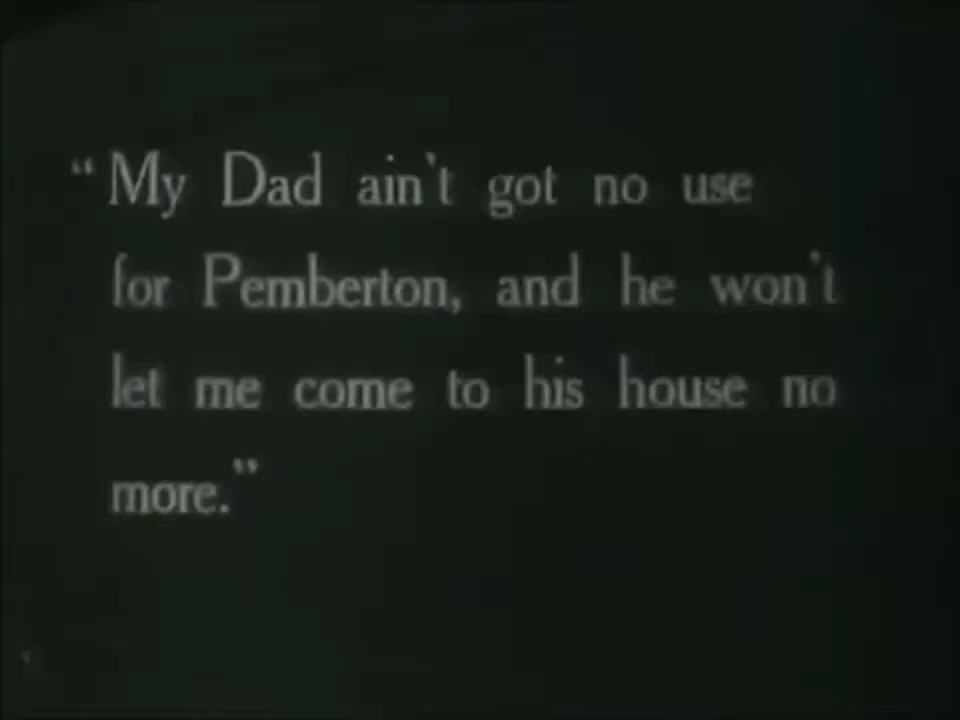 “My Dad ain't got no use
for Pemberton, and he won't
let me come to his house no
more.”